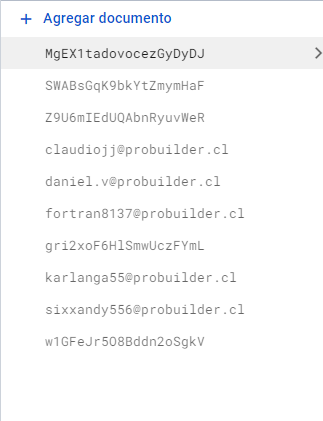 + Agregar documento
MgEX1tadovocezGyDyDJ
SWABsGqK9bkYtZmymHaF
Z9U6mIEdUQAbnRyuvWeR
claudiojj@probuilder.cl
daniel.v@probuilder.cl
fortran8137@probuilder.cl
gri2xoF6HlSmwUczFYmL
karlanga55@probuilder.cl
sixxandy556@probuilder.cl
w1GFeJr5O8Bddn2oSgkV